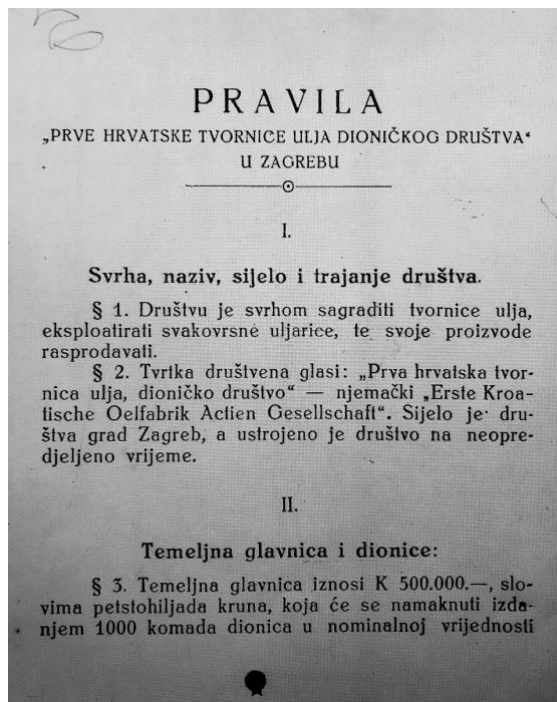 PRAVILA
„PRVE HRVATSKE TVORNICE ULJA DIONIČKOG DRUŠTVA“
U ZAGREBU
I.
Svrha, naziv, sijelo i trajanje društva.
§ 1. Društvu je svrhom sagraditi tvornice ulja,
eksploatirati svakovrsne uljarice, te svoje proizvode
rasprodavati.
§ 2. Tvrtka društvena glasi: „Prva hrvatska tvor-
nica ulja, dioničko društvo“ — njemački „Erste Kroa-
tische Oelfabrik Actien Gesellschaft“. Sijelo je dru-
štva grad Zagreb, a ustrojeno je društvo na neopre-
djeljeno vrijeme.
II.
Temeljna glavnica i dionice:
§ 3. Temeljna glavnica iznosi K 500.000.—, slo-
vima petstohiljada kruna, koja će se namaknuti izda-
njem 1000 komada dionica u nominalnoj vrijednosti